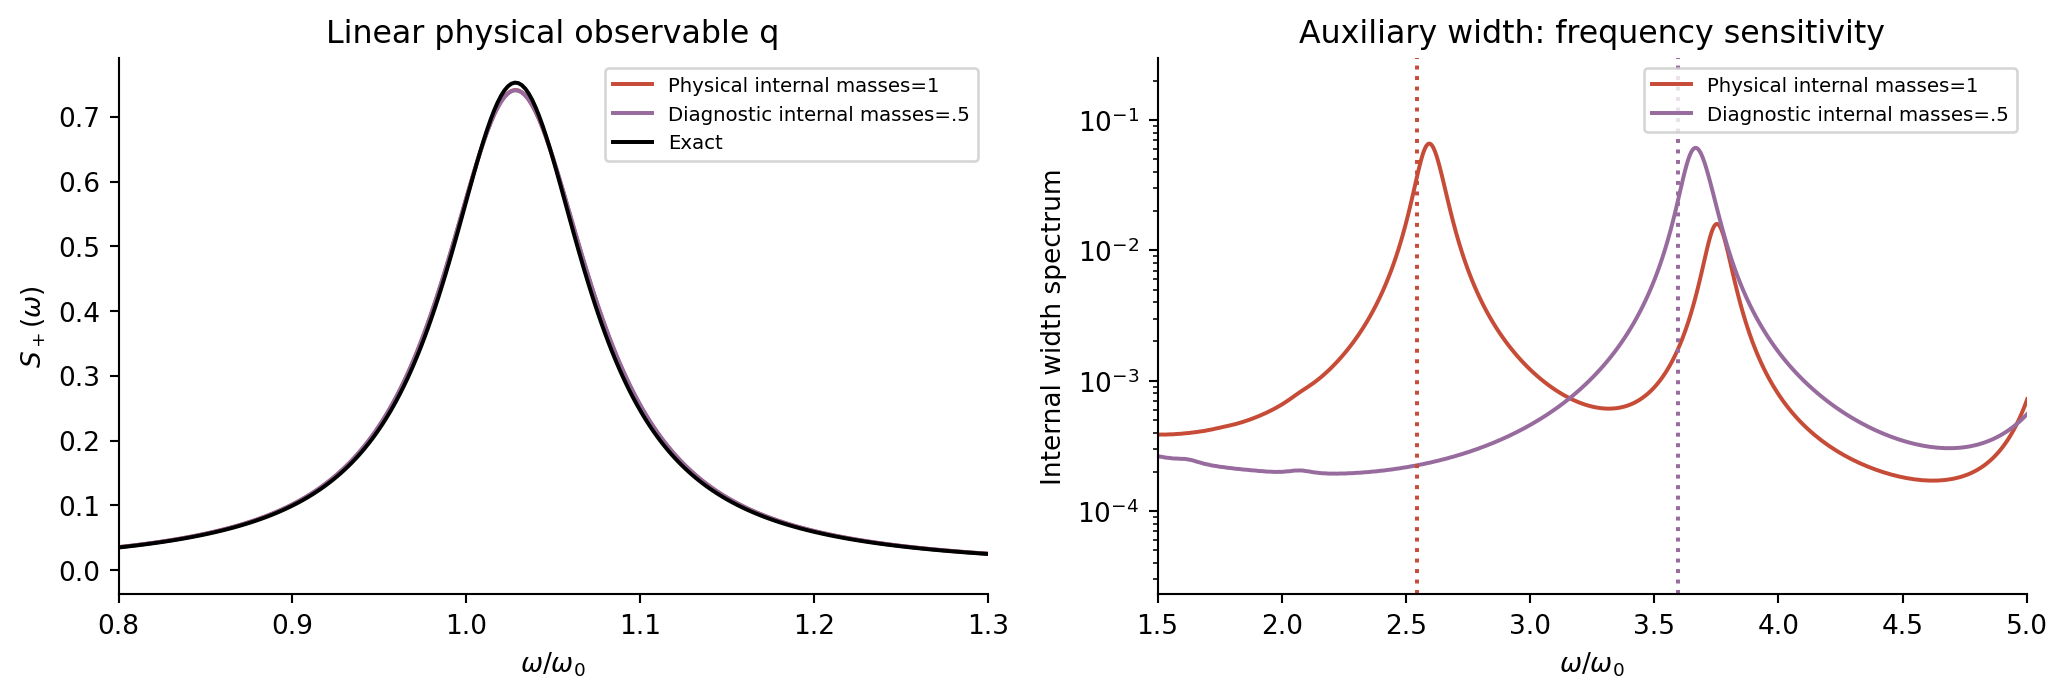 Linear physical observable q
Physical internal masses=1
Diagnostic internal masses=.5
Exact
S₊(ω)
0.7
0.6
0.5
0.4
0.3
0.2
0.1
0.0
0.8 0.9 1.0 1.1 1.2 1.3
ω/ω₀
Auxiliary width: frequency sensitivity
Physical internal masses=1
Diagnostic internal masses=.5
Internal width spectrum
10⁻¹
10⁻²
10⁻³
10⁻⁴
1.5 2.0 2.5 3.0 3.5 4.0 4.5 5.0
ω/ω₀